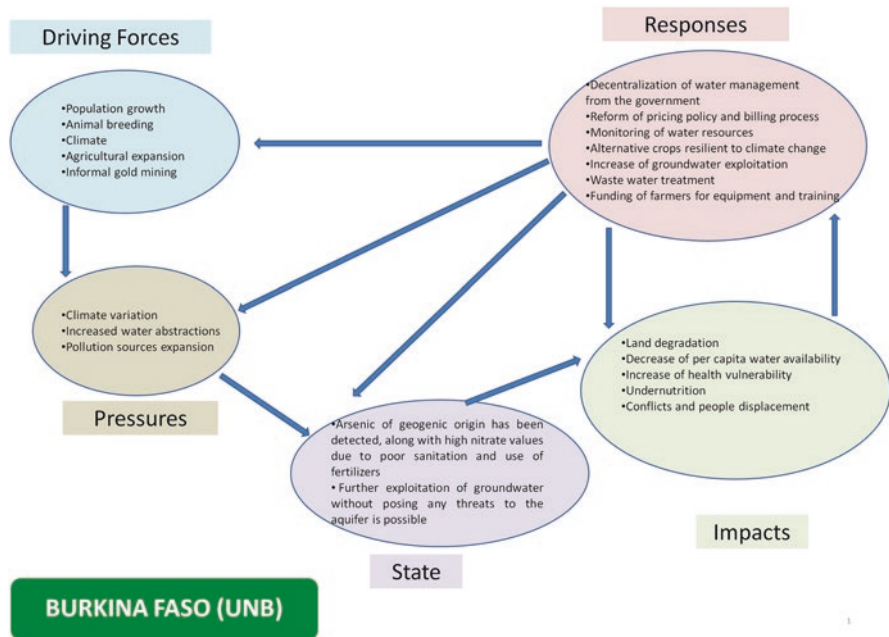 Driving Forces
•Population growth
•Animal breeding
•Climate
•Agricultural expansion
•Informal gold mining
Responses
•Decentralization of water management
from the government
•Reform of pricing policy and billing process
•Monitoring of water resources
•Alternative crops resilient to climate change
•Increase of groundwater exploitation
•Waste water treatment
•Funding of farmers for equipment and training
•Climate variation
•Increased water abstractions
•Pollution sources expansion
Pressures
•Arsenic of geogenic origin has been
detected, along with high nitrate values
due to poor sanitation and use of
fertilizers
• Further exploitation of groundwater
without posing any threats to the
aquifer is possible
State
•Land degradation
•Decrease of per capita water availability
•Increase of health vulnerability
•Undernutrition
•Conflicts and people displacement
Impacts
BURKINA FASO (UNB)
1